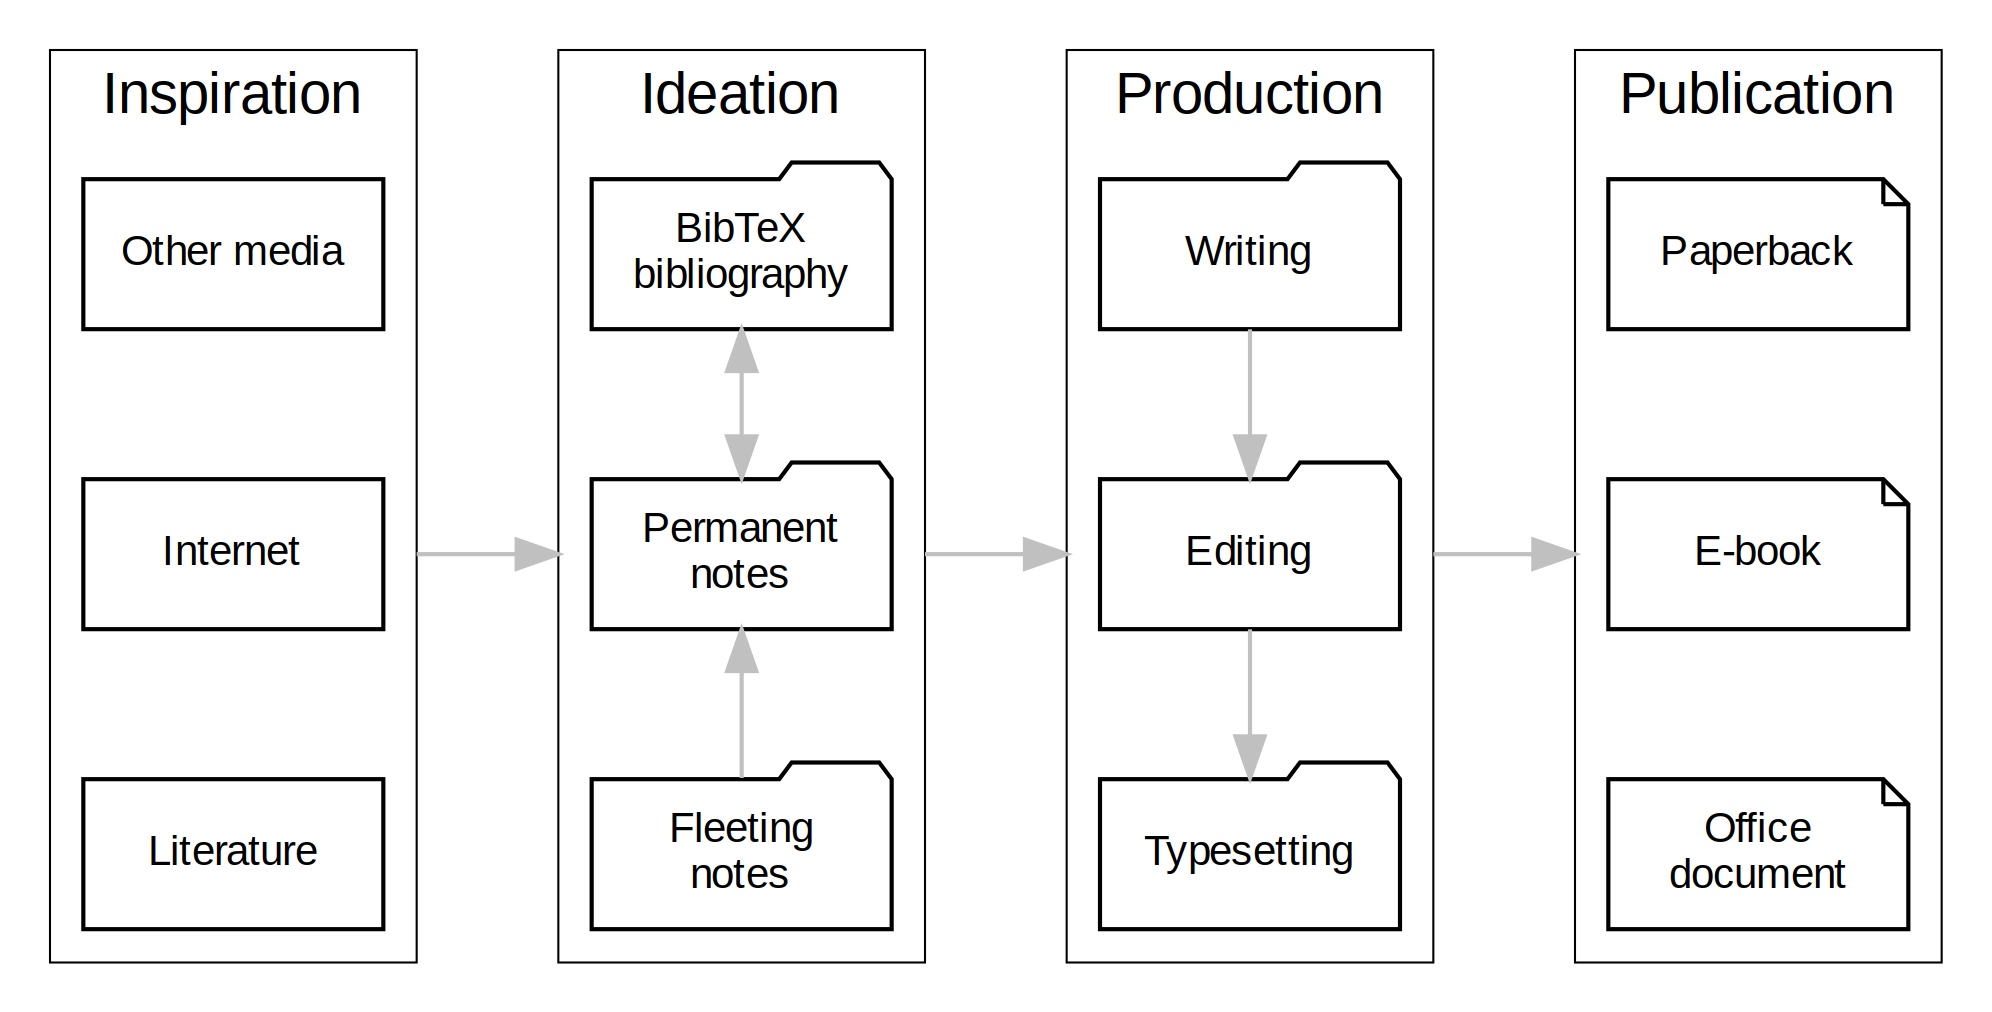 Inspiration
Other media
Internet
Literature
Ideation
BibTeX
bibliography
Permanent
notes
Fleeting
notes
Production
Writing
Editing
Typesetting
Publication
Paperback
E-book
Office
document